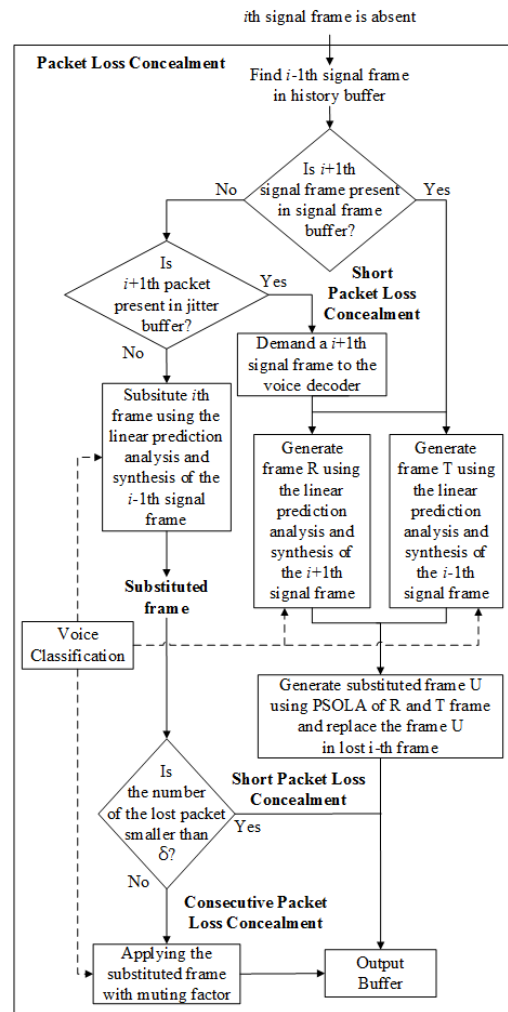 ith signal frame is absent
Packet Loss Concealment
Find i-1th signal frame
in history buffer
Is i+1th
signal frame present
in signal frame
buffer?
No
Yes
Is
i+1th packet
present in jitter
buffer?
Yes
No
Short
Packet Loss
Concealment
Demand a i+1th
signal frame to the
voice decoder
Subsitute ith
frame using the
linear prediction
analysis and
synthesis of the
i-1th signal
frame
Generate
frame R using
the linear
prediction
analysis and
synthesis of
the i+1th
signal frame
Generate
frame T using
the linear
prediction
analysis and
synthesis of
the i-1th
signal frame
Substituted
frame
Voice
Classification
Generate substituted frame U
using PSOLA of R and T frame
and replace the frame U
in lost i-th frame
Is
the number
of the lost packet
smaller than
δ?
Short Packet Loss
Concealment
Yes
No
Consecutive Packet
Loss Concealment
Applying the
substituted frame
with muting factor
Output
Buffer